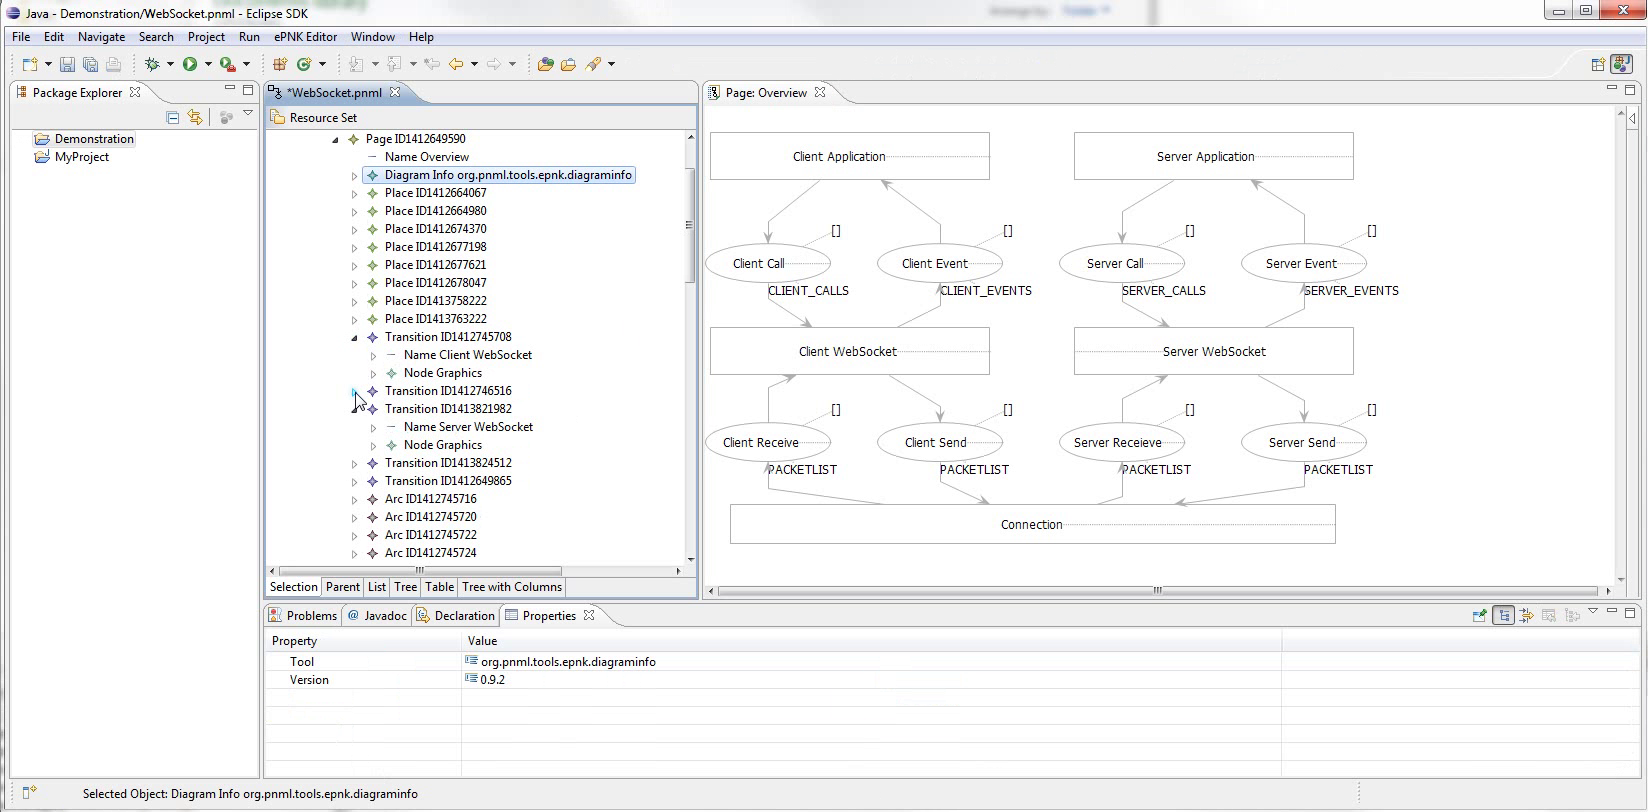 Java - Demonstration/WebSocket.pnml - Eclipse SDK
File Edit Navigate Search Project Run ePNK Editor Window Help
Package Explorer
Demonstration
MyProject
*WebSocket.pnml
Resource Set
Page ID1412649590
Name Overview
Diagram Info org.pnml.tools.epnk.diagraminfo
Place ID1412664067
Place ID1412664980
Place ID1412674370
Place ID1412677198
Place ID1412677621
Place ID1412678047
Place ID1413758222
Place ID1413763222
Transition ID1412745708
Name Client WebSocket
Node Graphics
Transition ID1412746516
Transition ID1413821982
Name Server WebSocket
Node Graphics
Transition ID1413824512
Transition ID1412649865
Arc ID1412745716
Arc ID1412745720
Arc ID1412745722
Arc ID1412745724
Selection Parent List Tree Table Tree with Columns
Page: Overview
Client Application Server Application
[] [] [] []
Client Call Client Event Server Call Server Event
CLIENT_CALLS CLIENT_EVENTS SERVER_CALLS SERVER_EVENTS
Client WebSocket Server WebSocket
[] [] [] []
Client Receive Client Send Server Receieve Server Send
PACKETLIST PACKETLIST PACKETLIST PACKETLIST
Connection
Problems @ Javadoc Declaration Properties
Property Value
Tool org.pnml.tools.epnk.diagraminfo
Version 0.9.2
Selected Object: Diagram Info org.pnml.tools.epnk.diagraminfo